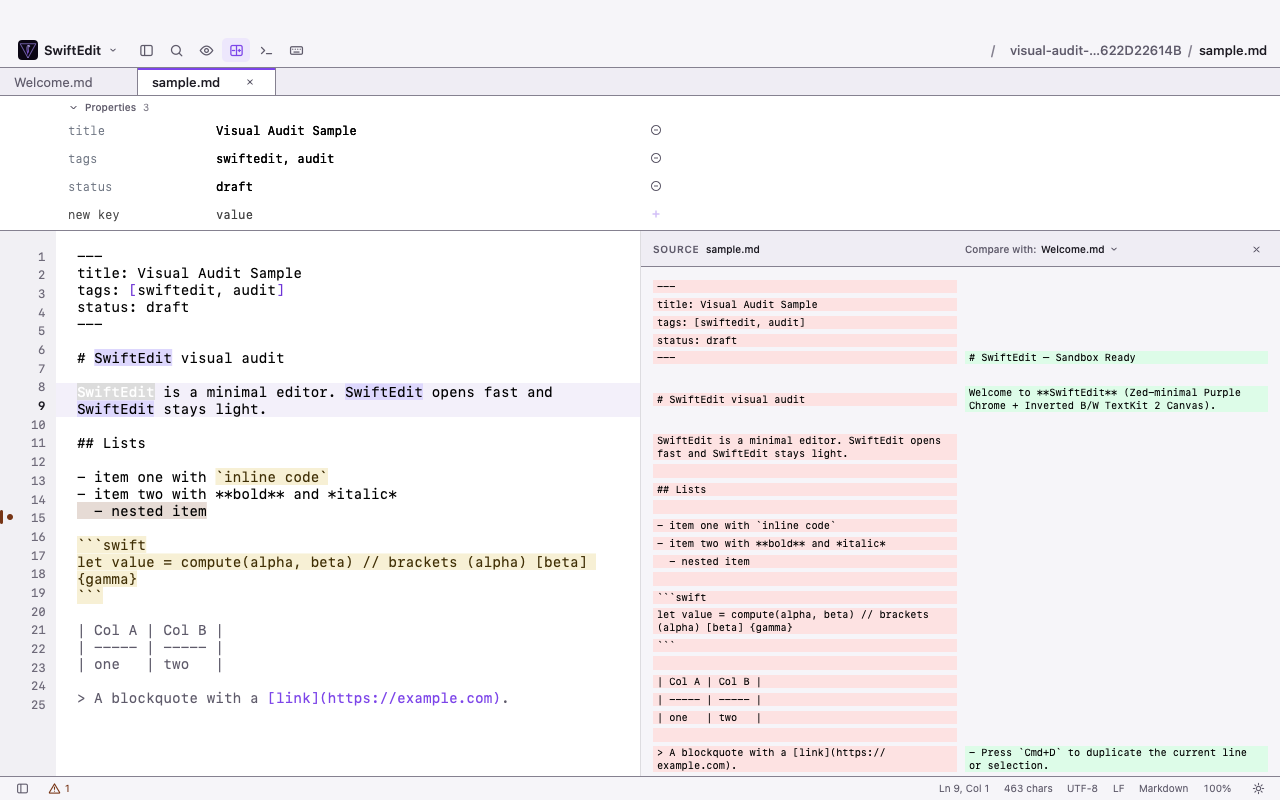 SwiftEdit
/ visual-audit-...622D22614B / sample.md
Welcome.md
sample.md ×
Properties 3
title Visual Audit Sample
tags swiftedit, audit
status draft
new key value +
1
2
3
4
5
6
7
8
9
10
11
12
13
14
15
16
17
18
19
20
21
22
23
24
25
---
title: Visual Audit Sample
tags: [swiftedit, audit]
status: draft
---
# SwiftEdit visual audit
SwiftEdit is a minimal editor. SwiftEdit opens fast and
SwiftEdit stays light.
## Lists
- item one with `inline code`
- item two with **bold** and *italic*
- nested item
```swift
let value = compute(alpha, beta) // brackets (alpha) [beta]
{gamma}
```
| Col A | Col B |
| ----- | ----- |
| one   | two   |
> A blockquote with a [link](https://example.com).
SOURCE sample.md
Compare with: Welcome.md ×
---
title: Visual Audit Sample
tags: [swiftedit, audit]
status: draft
---
# SwiftEdit visual audit
SwiftEdit is a minimal editor. SwiftEdit opens
fast and SwiftEdit stays light.
## Lists
- item one with `inline code`
- item two with **bold** and *italic*
- nested item
```swift
let value = compute(alpha, beta) // brackets
(alpha) [beta] {gamma}
```
| Col A | Col B |
| ----- | ----- |
| one   | two   |
> A blockquote with a [link](https://
example.com).
# SwiftEdit — Sandbox Ready
Welcome to **SwiftEdit** (Zed-minimal Purple
Chrome + Inverted B/W TextKit 2 Canvas).
- Press `Cmd+D` to duplicate the current line
or selection.
1
Ln 9, Col 1 463 chars UTF-8 LF Markdown 100%